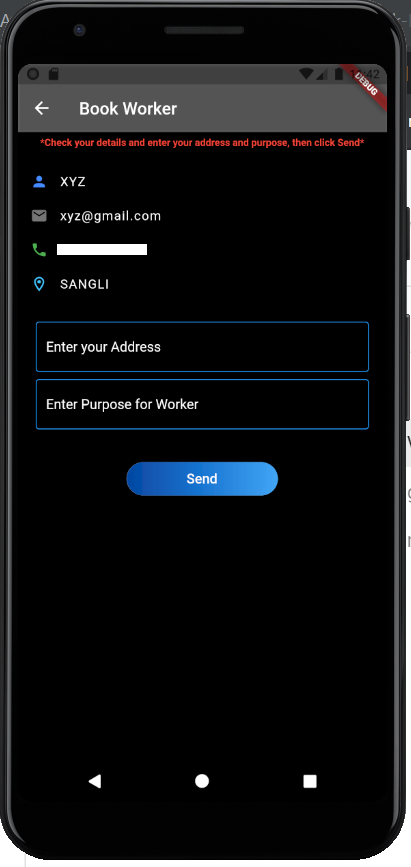 42
DEBUG
Book Worker
*Check your details and enter your address and purpose, then click Send*
XYZ
xyz@gmail.com
SANGLI
Enter your Address
Enter Purpose for Worker
Send